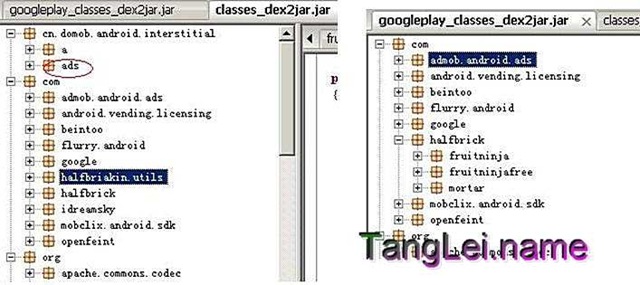 googleplay_classes_dex2jar.jar
classes_dex2jar.jar
cn.domob.android.interstitial
a
ads
com
admob.android.ads
android.vending.licensing
beintoo
flurry.android
google
halfbriakin.utils
halfbrick
idreamsky
mobclix.android.sdk
openfeint
org
apache.commons.codec
fru
p
{
googleplay_classes_dex2jar.jar
classes_
com
admob.android.ads
android.vending.licensing
beintoo
flurry.android
google
halfbrick
fruitninja
fruitninjafree
mortar
mobclix.android.sdk
openfeint
org
TangLei.name